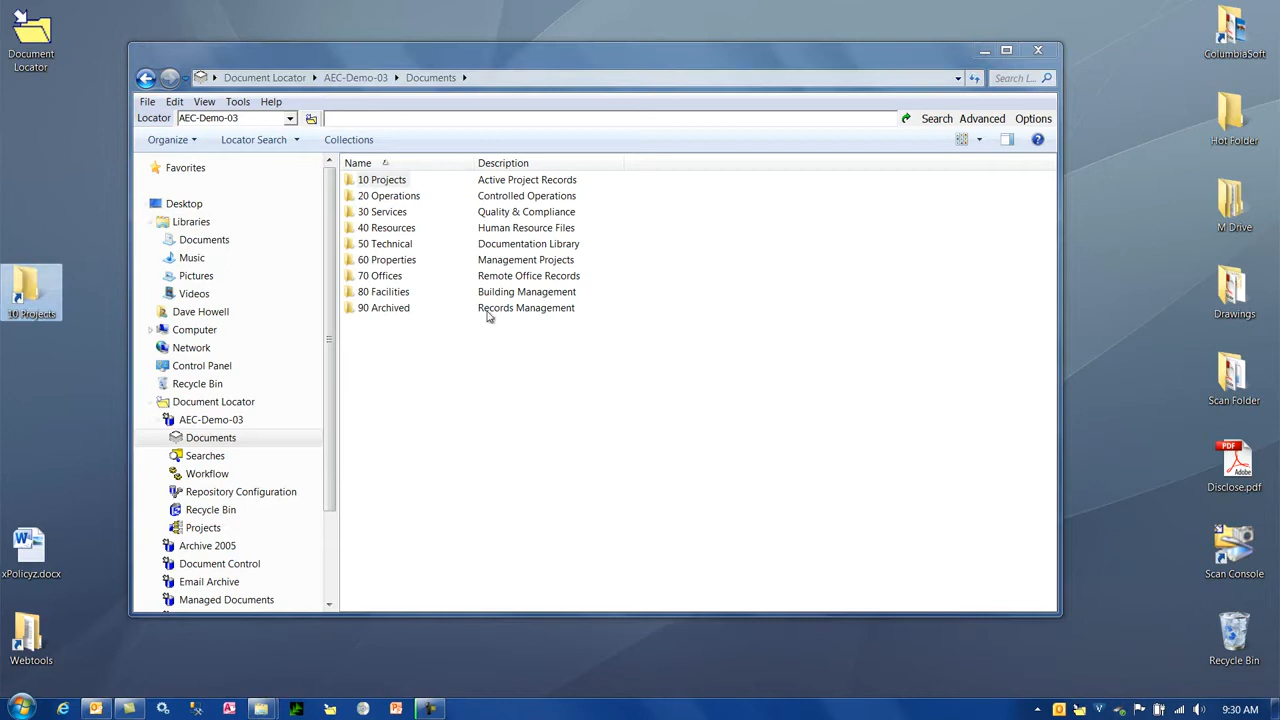 Document
Locator
10 Projects
xPolicyz.docx
Webtools
Document Locator
AEC-Demo-03
Documents
Search I...
File Edit View Tools Help
Locator AEC-Demo-03
Search Advanced Options
Organize Locator Search Collections
Favorites
Desktop
Libraries
Documents
Music
Pictures
Videos
Dave Howell
Computer
Network
Control Panel
Recycle Bin
Document Locator
AEC-Demo-03
Documents
Searches
Workflow
Repository Configuration
Recycle Bin
Projects
Archive 2005
Document Control
Email Archive
Managed Documents
Name Description
10 Projects Active Project Records
20 Operations Controlled Operations
30 Services Quality & Compliance
40 Resources Human Resource Files
50 Technical Documentation Library
60 Properties Management Projects
70 Offices Remote Office Records
80 Facilities Building Management
90 Archived Records Management
ColumbiaSoft
Hot Folder
M Drive
Drawings
Scan Folder
PDF
Adobe
Disclose.pdf
Scan Console
Recycle Bin
9:30 AM